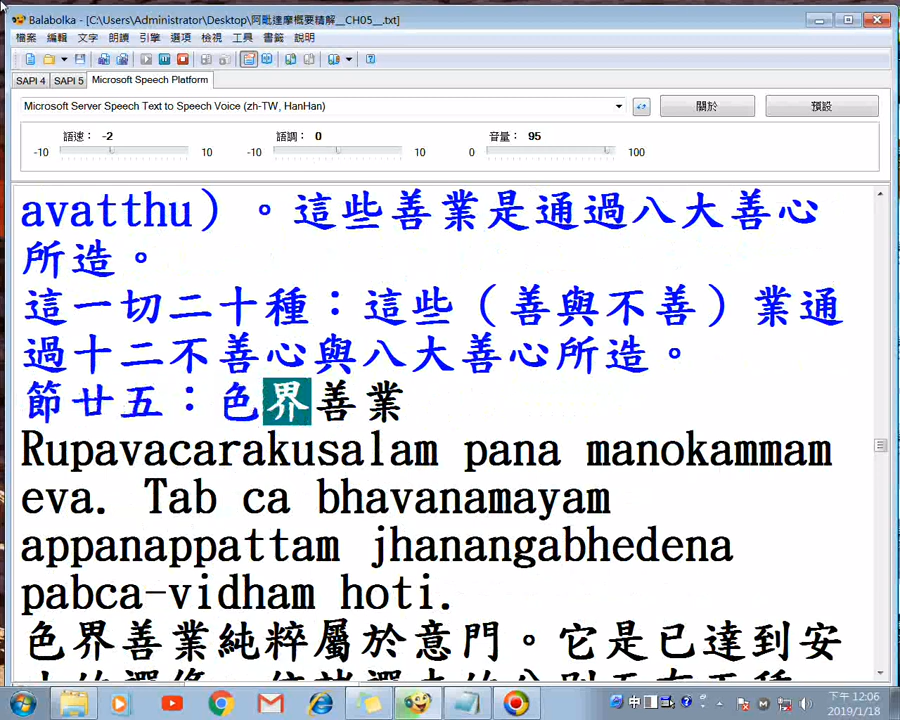 Balabolka - [C:\Users\Administrator\Desktop\阿毗達摩概要精解__CH05__.txt]
檔案 編輯 文字 朗讀 引擎 選項 檢視 工具 書籤 說明
SAPI 4 SAPI 5 Microsoft Speech Platform
Microsoft Server Speech Text to Speech Voice (zh-TW, HanHan) 關於 預設
語速： -2 語調： 0 音量： 95
-10 10 -10 10 0 100
avatthu）。這些善業是通過八大善心
所造。
這一切二十種：這些（善與不善）業通
過十二不善心與八大善心所造。
節廿五：色界善業
Rupavacarakusalam pana manokammam
eva. Tab ca bhavanamayam
appanappattam jhanangabhedena
pabca-vidham hoti.
色界善業純粹屬於意門。它是已達到安
中 下午 12:06
2019/1/18